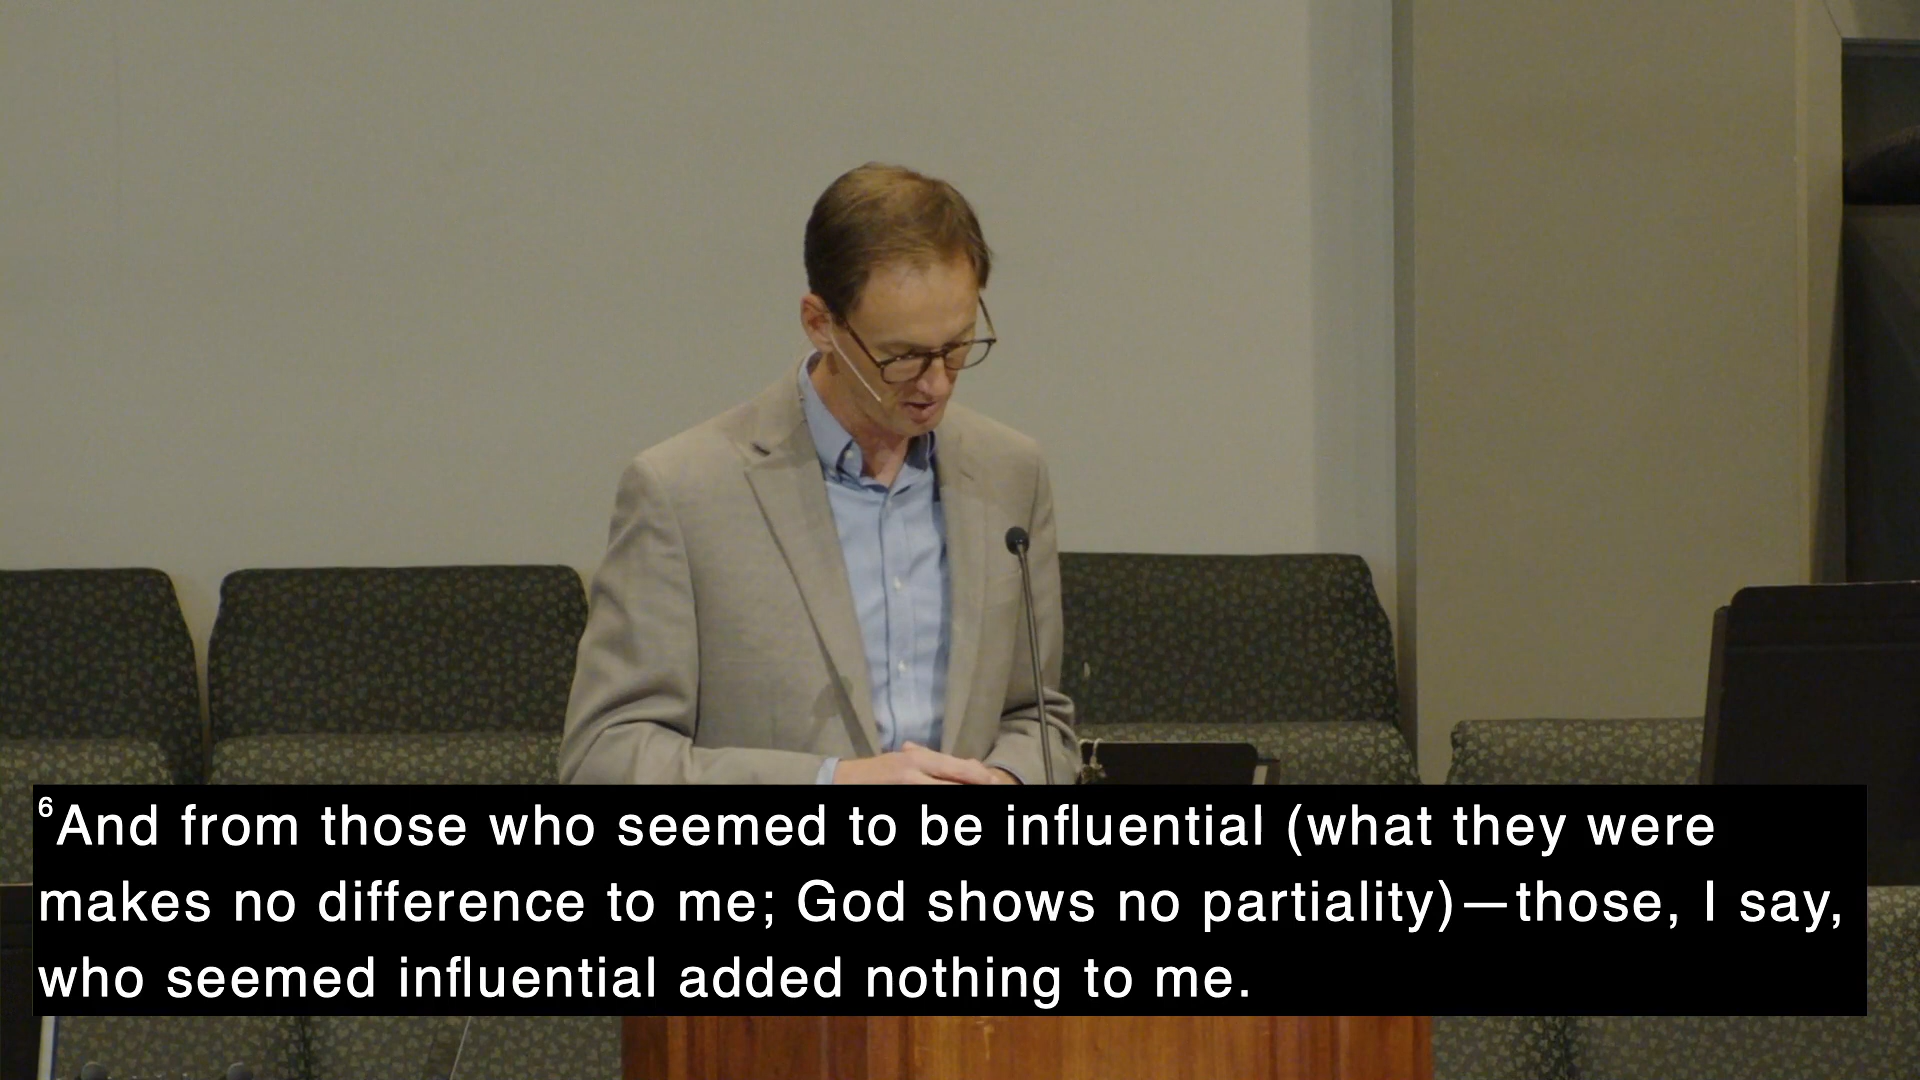 ⁶And from those who seemed to be influential (what they were
makes no difference to me; God shows no partiality)—those, I say,
who seemed influential added nothing to me.